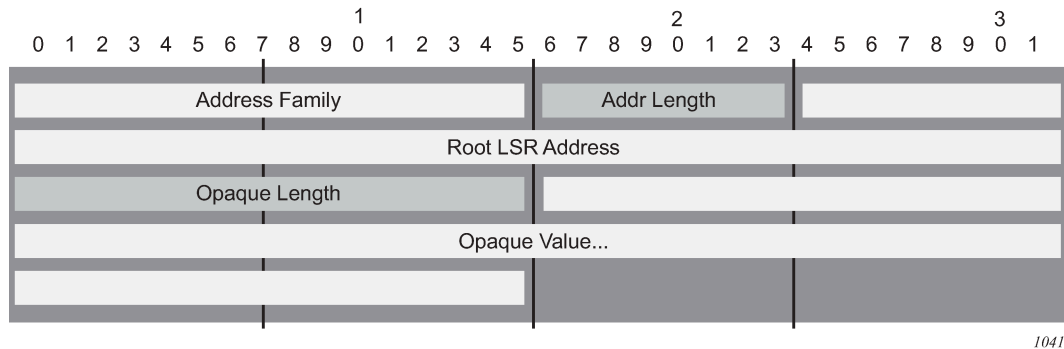 1 2 3
0 1 2 3 4 5 6 7 8 9 0 1 2 3 4 5 6 7 8 9 0 1 2 3 4 5 6 7 8 9 0 1
Address Family Addr Length
Root LSR Address
Opaque Length
Opaque Value...
1041